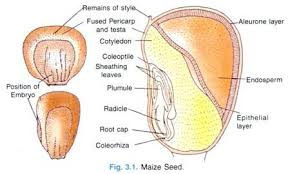 Remains of style
Fused Pericarp
and testa
Cotyledon
Coleoptile
Sheathing
leaves
Plumule
Radicle
Root cap
Coleorhiza
Position of
Embryo
Aleurone layer
Endosperm
Epithelial
layer
Fig. 3.1. Maize Seed.